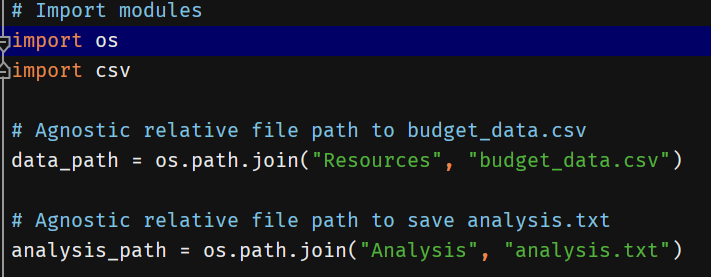 # Import modules
import os
import csv
# Agnostic relative file path to budget_data.csv
data_path = os.path.join("Resources", "budget_data.csv")
# Agnostic relative file path to save analysis.txt
analysis_path = os.path.join("Analysis", "analysis.txt")